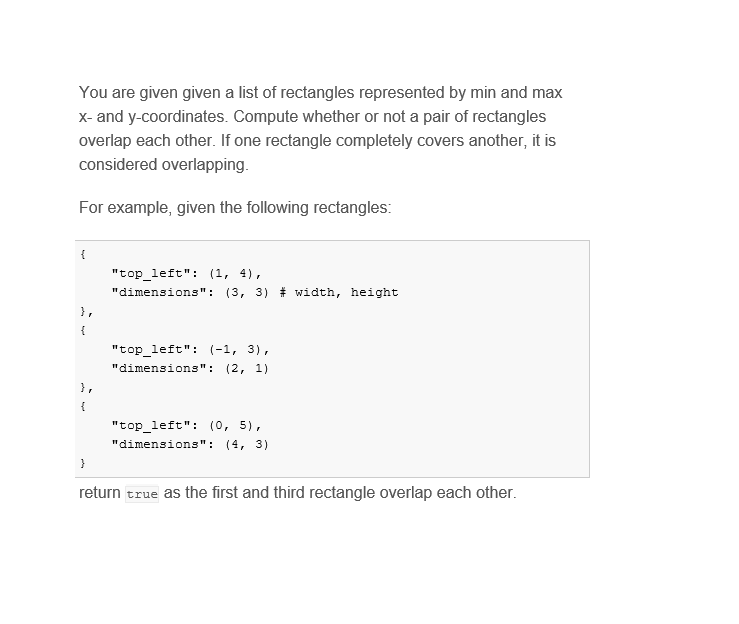 You are given given a list of rectangles represented by min and max
x- and y-coordinates. Compute whether or not a pair of rectangles
overlap each other. If one rectangle completely covers another, it is
considered overlapping.
For example, given the following rectangles:
{
    "top_left": (1, 4),
    "dimensions": (3, 3) # width, height
},
{
    "top_left": (-1, 3),
    "dimensions": (2, 1)
},
{
    "top_left": (0, 5),
    "dimensions": (4, 3)
}
return true as the first and third rectangle overlap each other.